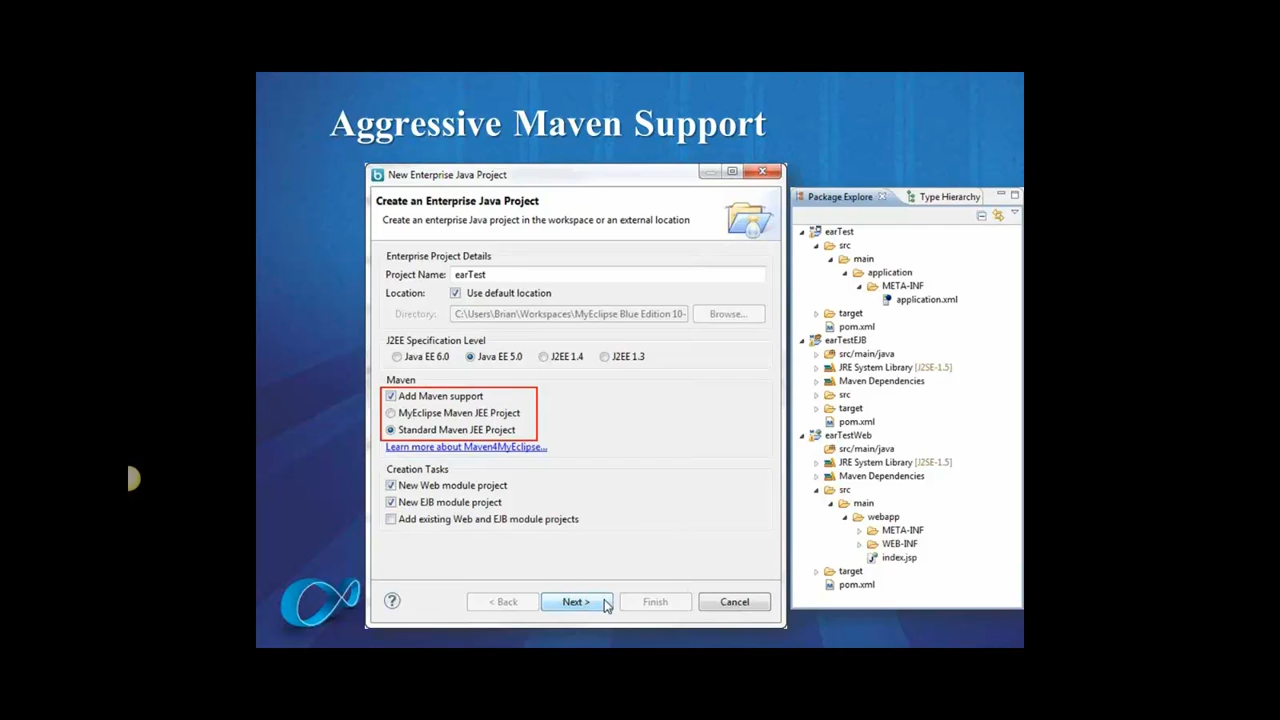 Aggressive Maven Support
New Enterprise Java Project
Create an Enterprise Java Project
Create an enterprise Java project in the workspace or an external location
Enterprise Project Details
Project Name: earTest
Location: Use default location
Directory: C:\Users\Brian\Workspaces\MyEclipse Blue Edition 10- Browse...
J2EE Specification Level
Java EE 6.0 Java EE 5.0 J2EE 1.4 J2EE 1.3
Maven
Add Maven support
MyEclipse Maven JEE Project
Standard Maven JEE Project
Learn more about Maven4MyEclipse...
Creation Tasks
New Web module project
New EJB module project
Add existing Web and EJB module projects
? < Back Next > Finish Cancel
Package Explore Type Hierarchy
earTest
src
main
application
META-INF
application.xml
target
pom.xml
earTestEJB
src/main/java
JRE System Library [J2SE-1.5]
Maven Dependencies
src
target
pom.xml
earTestWeb
src/main/java
JRE System Library [J2SE-1.5]
Maven Dependencies
src
main
webapp
META-INF
WEB-INF
index.jsp
target
pom.xml